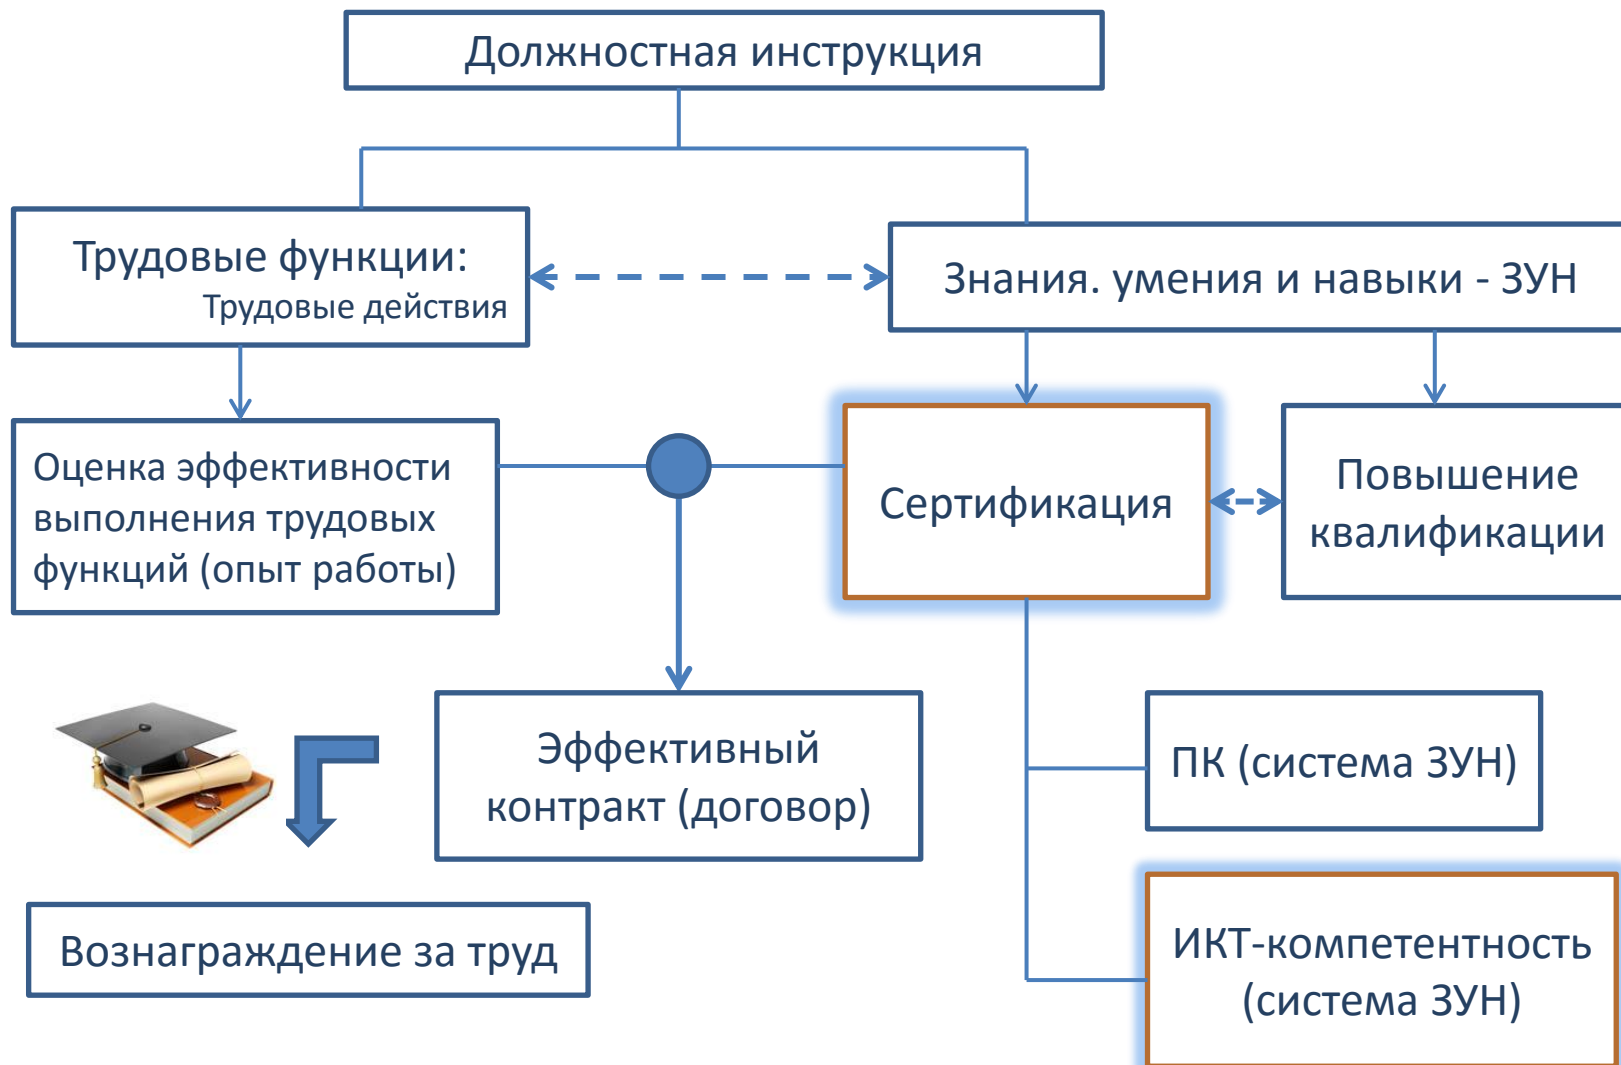 Должностная инструкция
Трудовые функции:
Трудовые действия
Знания. умения и навыки - ЗУН
Оценка эффективности
выполнения трудовых
функций (опыт работы)
Сертификация
Повышение
квалификации
Эффективный
контракт (договор)
ПК (система ЗУН)
Вознаграждение за труд
ИКТ-компетентность
(система ЗУН)